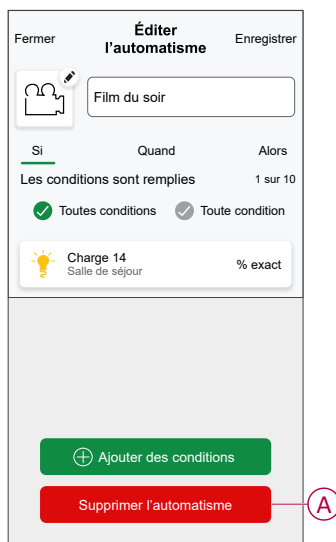 Fermer
Éditer
l'automatisme
Enregistrer
Film du soir
Si
Quand
Alors
Les conditions sont remplies
1 sur 10
Toutes conditions
Toute condition
Charge 14
Salle de séjour
% exact
Ajouter des conditions
Supprimer l'automatisme
A